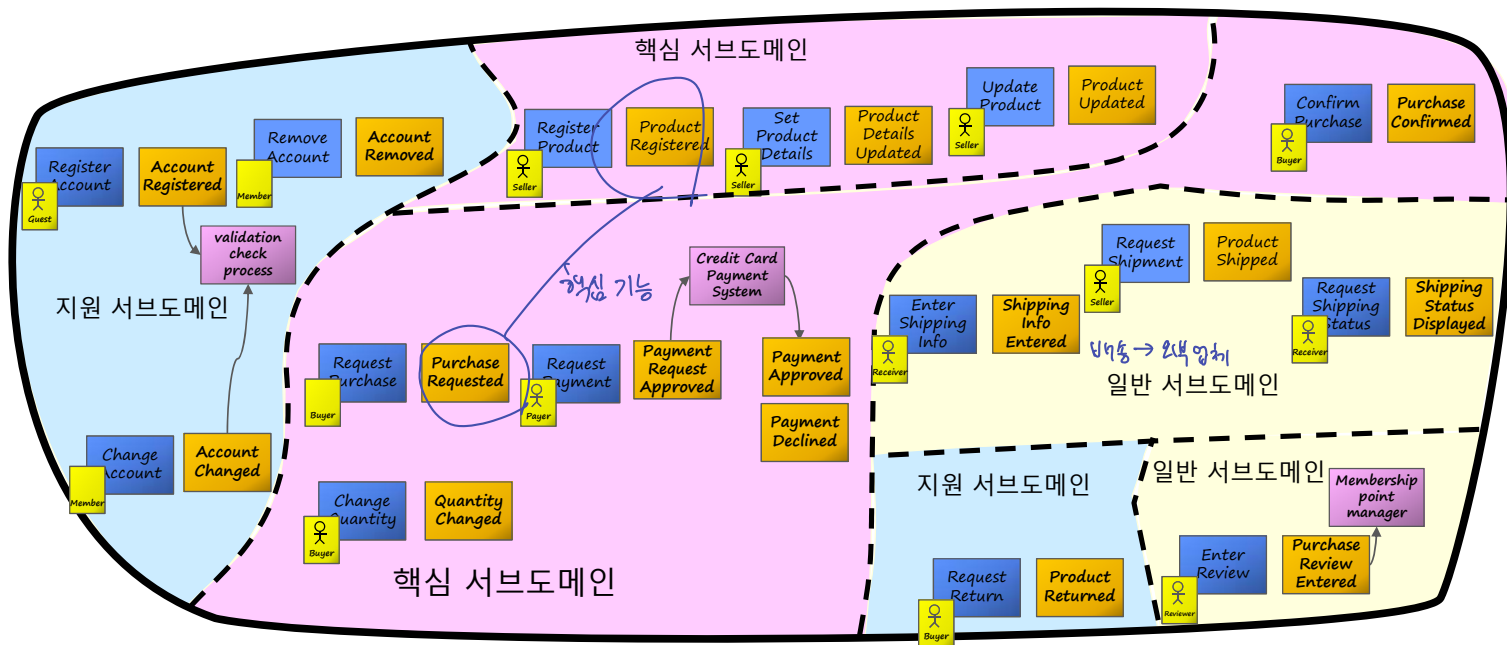 핵심 서브도메인
Register
Product
Seller
Product
Registered
Set
Product
Details
Seller
Product
Details
Updated
Update
Product
Seller
Product
Updated
Confirm
Purchase
Buyer
Purchase
Confirmed
Register
Account
Guest
Account
Registered
Remove
Account
Member
Account
Removed
validation
check
process
지원 서브도메인
Change
Account
Member
Account
Changed
핵심 기능
Request
Purchase
Buyer
Purchase
Requested
Request
Payment
Payer
Payment
Request
Approved
Credit Card
Payment
System
Payment
Approved
Payment
Declined
Change
Quantity
Buyer
Quantity
Changed
핵심 서브도메인
Enter
Shipping
Info
Receiver
Shipping
Info
Entered
Request
Shipment
Seller
Product
Shipped
Request
Shipping
Status
Receiver
Shipping
Status
Displayed
배송 → 외부 업체
일반 서브도메인
지원 서브도메인
Request
Return
Buyer
Product
Returned
일반 서브도메인
Membership
point
manager
Enter
Review
Reviewer
Purchase
Review
Entered